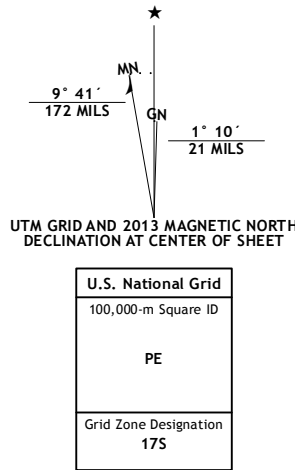 ★
MN
9° 41´
172 MILS
GN
1° 10´
21 MILS
UTM GRID AND 2013 MAGNETIC NORTH
DECLINATION AT CENTER OF SHEET
U.S. National Grid
100,000-m Square ID
PE
Grid Zone Designation
17S